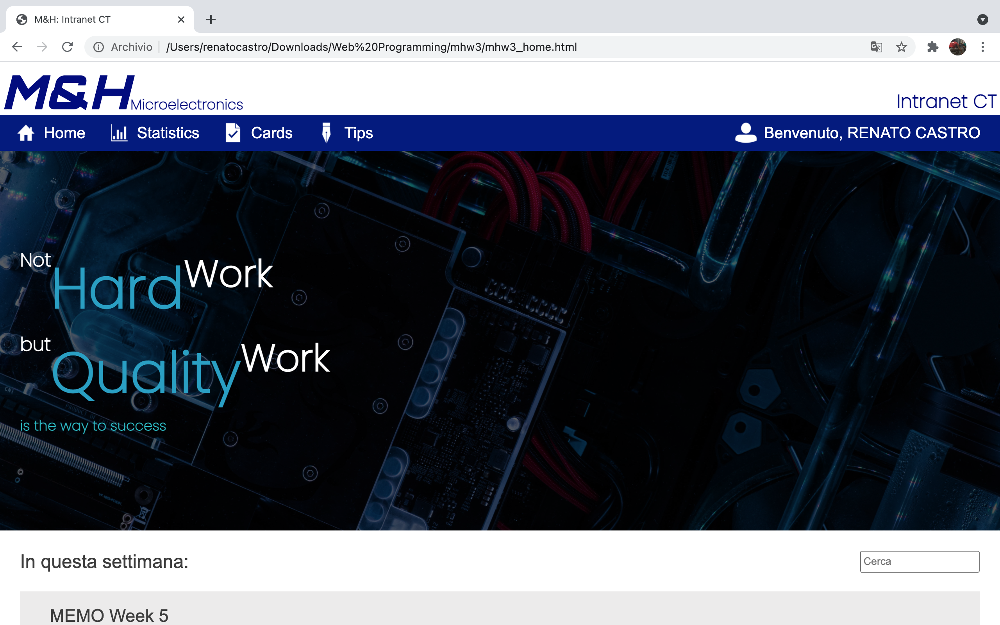 M&H: Intranet CT
Archivio /Users/renatocastro/Downloads/Web%20Programming/mhw3/mhw3_home.html
M&H Microelectronics
Intranet CT
Home Statistics Cards Tips
Benvenuto, RENATO CASTRO
Not Hard Work
but Quality Work
is the way to success
CN1
In questa settimana:
Cerca
MEMO Week 5